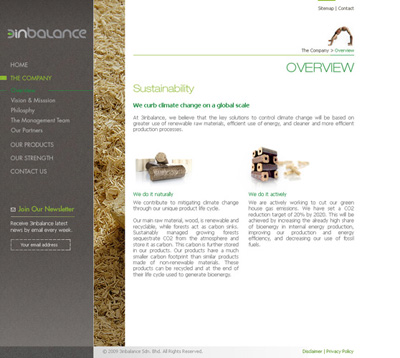 Sitemap | Contact
3inbalance
The Company > Overview
HOME
THE COMPANY
Overview
Vision & Mission
Philosphy
The Management Team
Our Partners
OUR PRODUCTS
OUR STRENGTH
CONTACT US
Join Our Newsletter
Receive 3inbalance latest
news by email every week.
Your email address
OVERVIEW
Sustainability
We curb climate change on a global scale
At 3inbalance, we believe that the key solutions to control climate change will be based on
greater use of renewable raw materials, efficient use of energy, and cleaner and more efficient
production processes.
We do it naturally
We contribute to mitigating climate change
through our unique product life cycle.
Our main raw material, wood, is renewable and
recyclable, while forests act as carbon sinks.
Sustainably managed growing forests
sequestrate CO2 from the atmosphere and
store it as carbon. This carbon is further stored
in our products. Our products have a much
smaller carbon footprint than similar products
made of nonrenewable materials. These
products can be recycled and at the end of
their life cycle used to generate bioenergy.
We do it actively
We are actively working to cut our green
house gas emissions. We have set a CO2
reduction target of 20% by 2020. This will be
achieved by increasing the already high share
of bioenergy in internal energy production,
improving our production and energy
efficiency, and decreasing our use of fossil
fuels.
© 2009 3inbalance Sdn. Bhd. All Rights Reserved.
Disclaimer | Privacy Policy